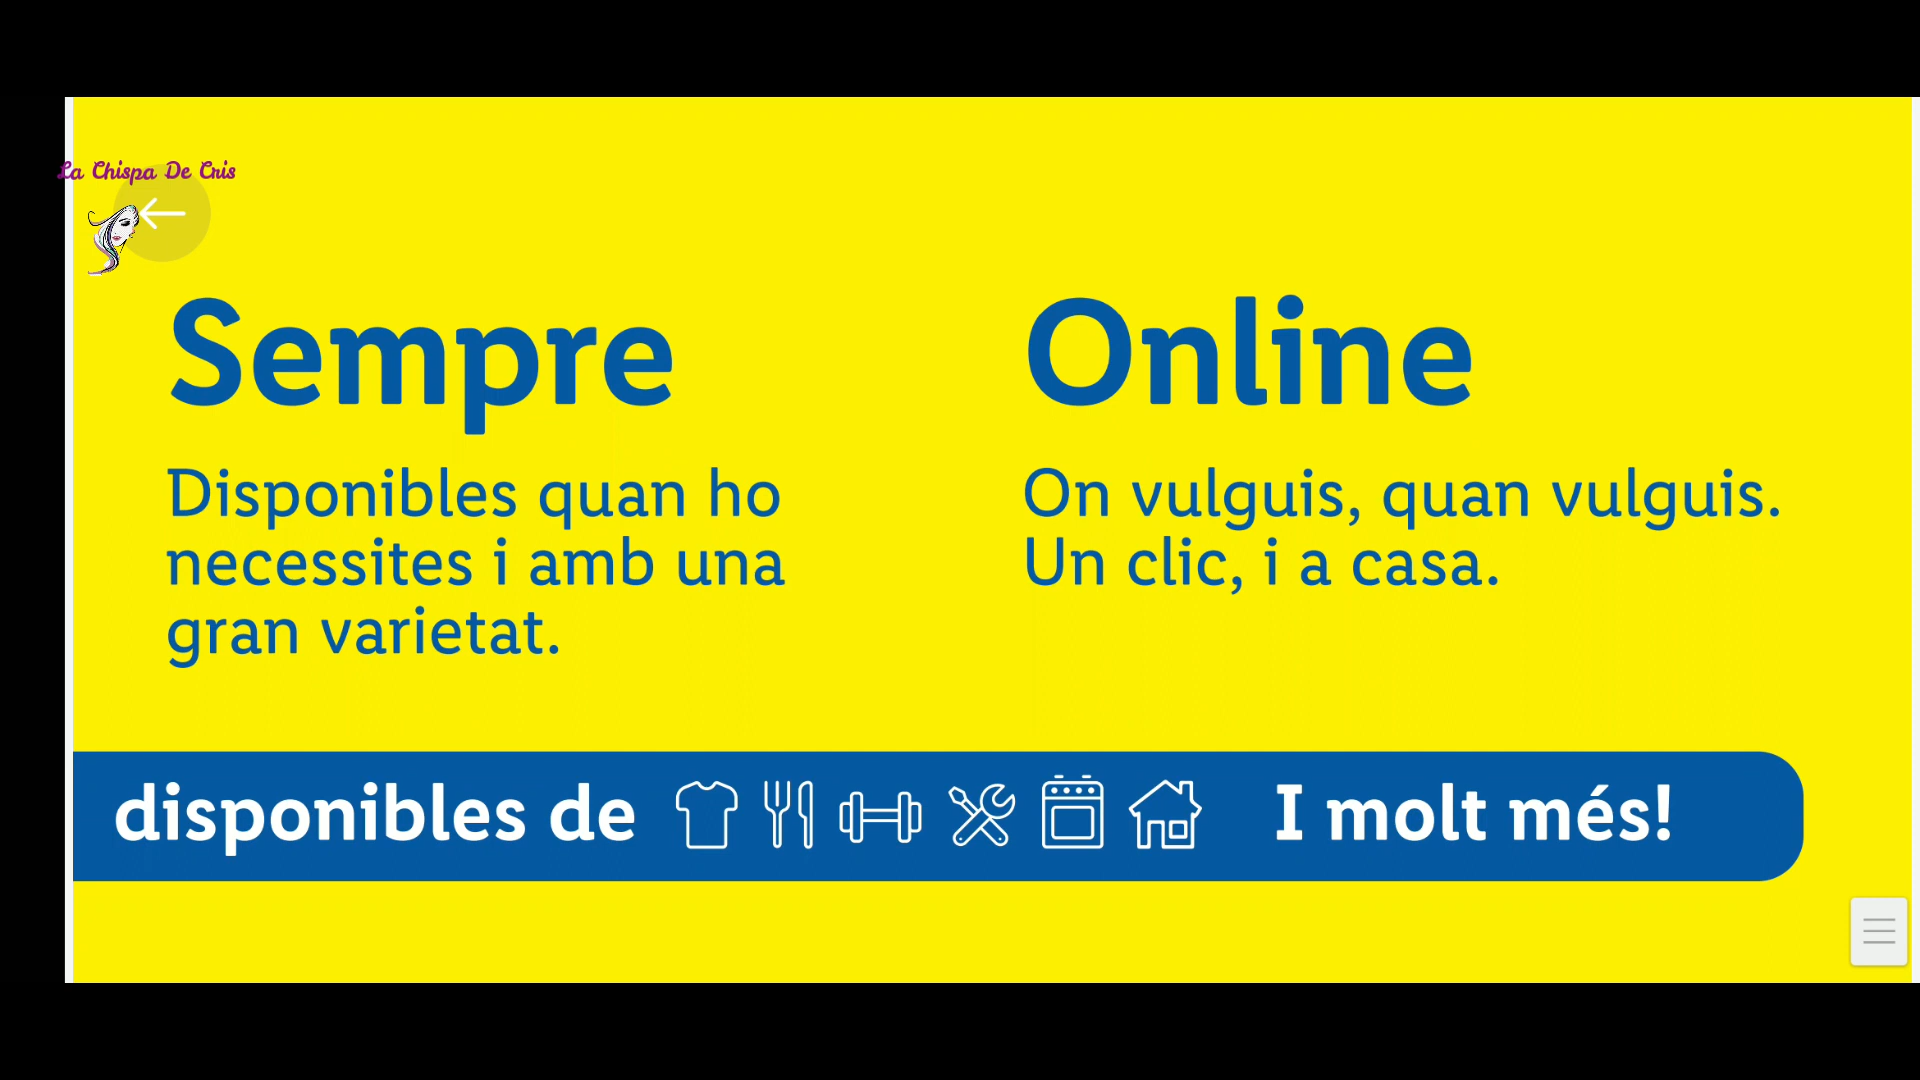 La Chispa De Cris
Sempre
Disponibles quan ho
necessites i amb una
gran varietat.
Online
On vulguis, quan vulguis.
Un clic, i a casa.
disponibles de I molt més!